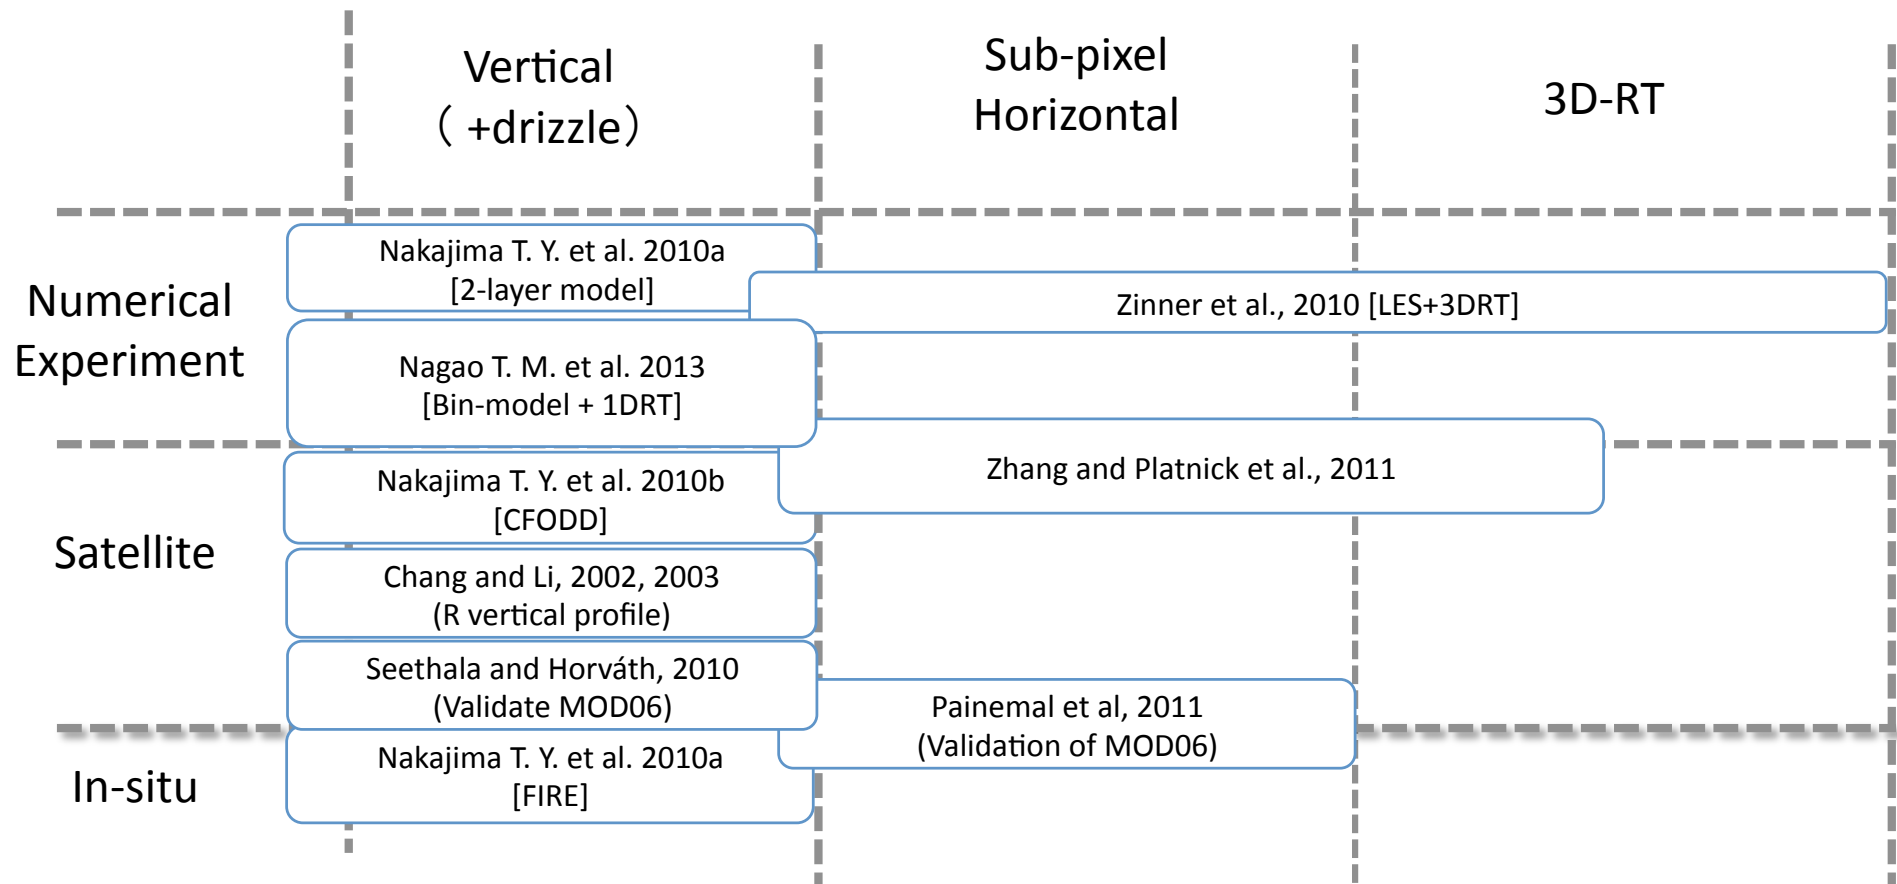 Vertical
( +drizzle)
Sub-pixel
Horizontal
3D-RT
Numerical
Experiment
Nakajima T. Y. et al. 2010a
[2-layer model]
Zinner et al., 2010 [LES+3DRT]
Nagao T. M. et al. 2013
[Bin-model + 1DRT]
Satellite
Zhang and Platnick et al., 2011
Nakajima T. Y. et al. 2010b
[CFODD]
Chang and Li, 2002, 2003
(R vertical profile)
Seethala and Horváth, 2010
(Validate MOD06)
Painemal et al, 2011
(Validation of MOD06)
In-situ
Nakajima T. Y. et al. 2010a
[FIRE]